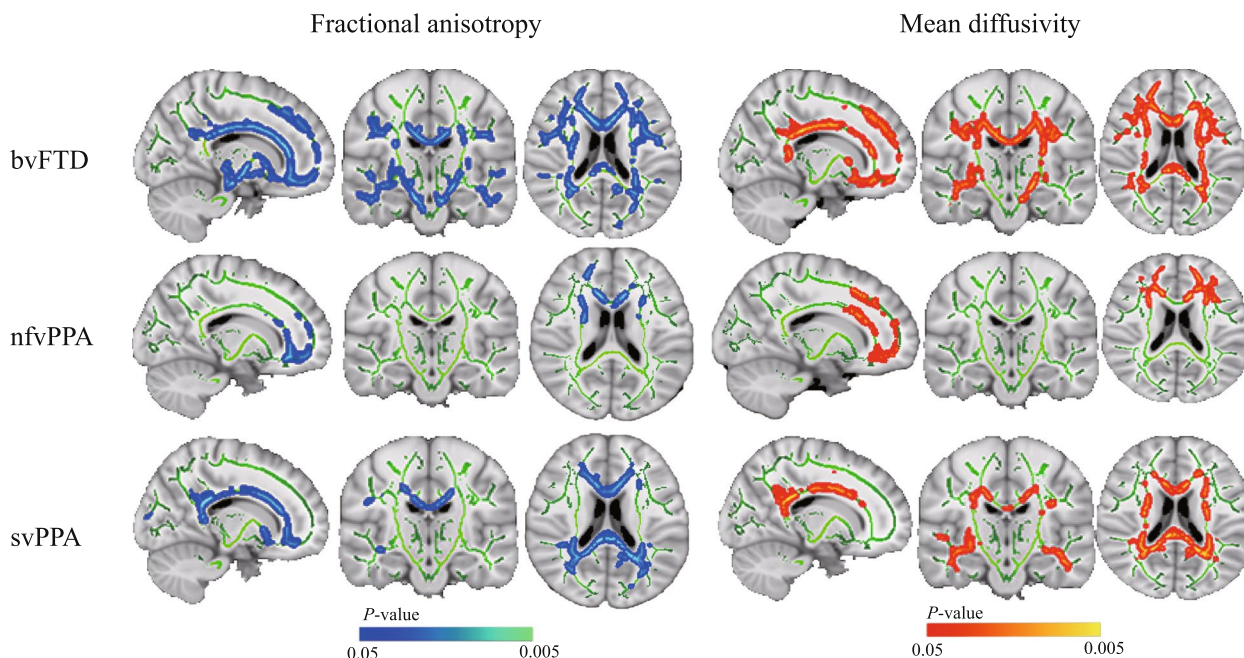 Fractional anisotropy
Mean diffusivity
bvFTD
nfvPPA
svPPA
P-value
0.05
0.005
P-value
0.05
0.005